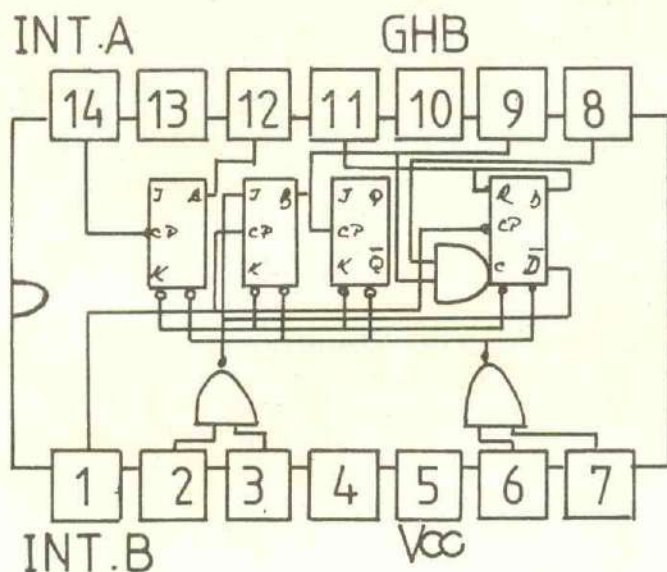 INT.A GHB
14 13 12 11 10 9 8
J A J B J Q R D
CP CP CP CP
K K K Q̅ C D̅
1 2 3 4 5 6 7
INT.B VCC